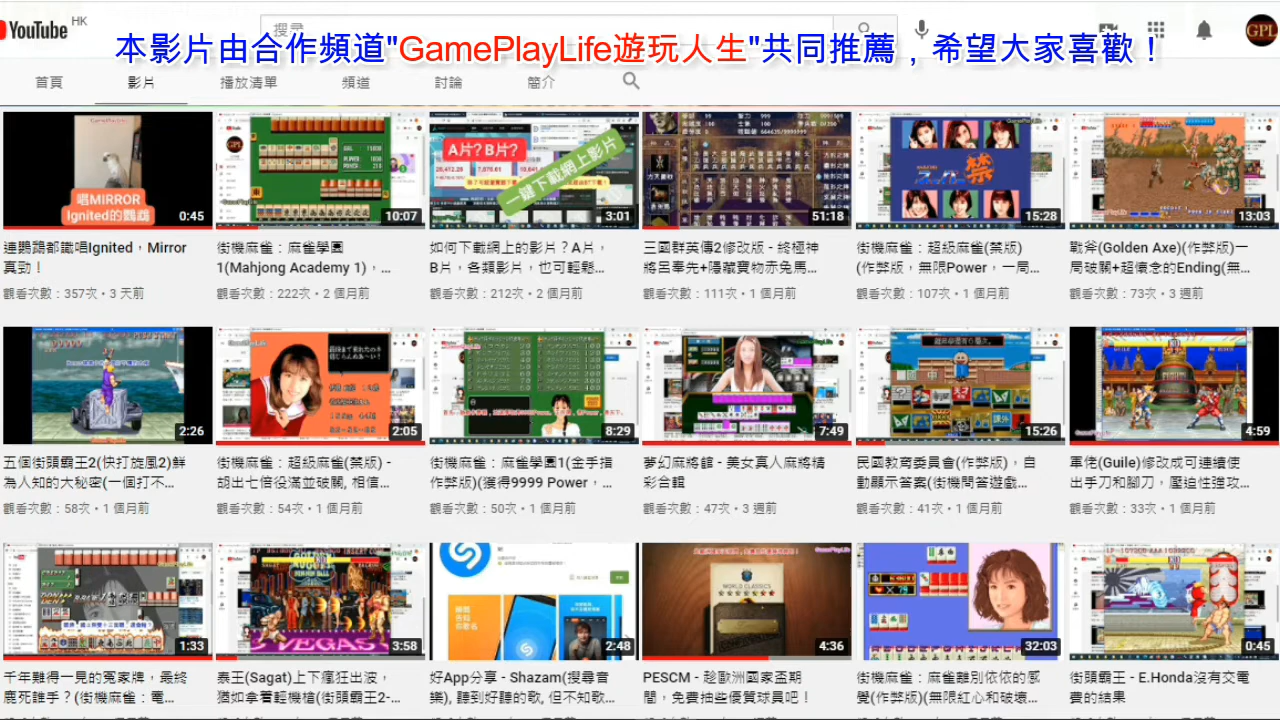 YouTube HK
搜尋
GPL
本影片由合作頻道"GamePlayLife遊玩人生"共同推薦，希望大家喜歡！
首頁 影片 播放清單 頻道 討論 簡介
唱MIRROR
Ignited的鸚鵡
0:45
10:07
A片?B片?
一鍵下載網上影片
3:01
51:18
禁
15:28
13:03
連鸚鵡都識唱Ignited，Mirror
真勁！
觀看次數：357次・3 天前
街機麻雀：麻雀學園
1(Mahjong Academy 1)，...
觀看次數：222次・2 個月前
如何下載網上的影片？A片，
B片，各類影片，也可輕鬆...
觀看次數：212次・2 個月前
三國群英傳2修改版 - 終極神
將呂奉先+隱藏寶物赤兔馬...
觀看次數：111次・1 個月前
街機麻雀：超級麻雀(禁版)
(作弊版，無限Power，一局...
觀看次數：107次・1 個月前
戰斧(Golden Axe)(作弊版)一
局破關+超懷念的Ending(無...
觀看次數：73次・3 週前
2:26
2:05
8:29
7:49
15:26
4:59
五個街頭霸王2(快打旋風2)鮮
為人知的大秘密(一個打不...
觀看次數：58次・1 個月前
街機麻雀：超級麻雀(禁版) -
胡出七倍役滿並破關, 相信...
觀看次數：54次・1 個月前
街機麻雀：麻雀學園1(金手指
作弊版)(獲得9999 Power，...
觀看次數：50次・1 個月前
夢幻麻將館 - 美女真人麻將精
彩合輯
觀看次數：47次・3 週前
民國教育委員會(作弊版)，自
動顯示答案(街機問答遊戲...
觀看次數：41次・1 個月前
軍佬(Guile)修改成可連續使
出手刀和腳刀，壓迫性強攻...
觀看次數：33次・1 個月前
1:33
VEGAS
3:58
2:48
WORLD CLASSICS
4:36
32:03
0:45
千年難得一見的冤家牌，最終
鹿死誰手？(街機麻雀：電...
泰王(Sagat)上下瘋狂出波，
猶如拿著輕機槍(街頭霸王2-...
好App分享 - Shazam(搜尋音
樂), 聽到好聽的歌, 但不知歌...
PESCM - 趁歐洲國家盃期
間，免費抽些優質球員吧！
街機麻雀：麻雀離別依依的感
覺(作弊版)(無限紅心和破壞...
街頭霸王 - E.Honda沒有交電
費的結果